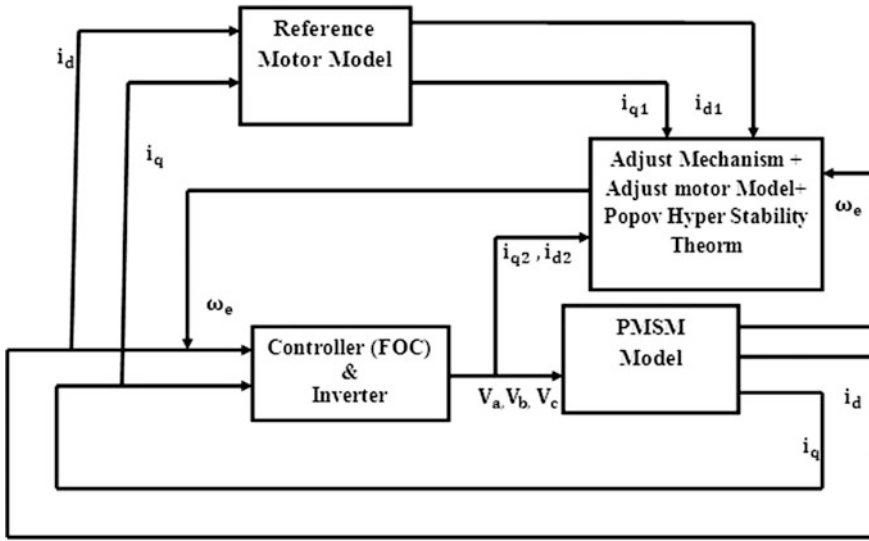 Reference
Motor Model
i_d
i_q
i_q1
i_d1
Adjust Mechanism +
Adjust motor Model+
Popov Hyper Stability
Theorm
ω_e
i_q2 , i_d2
ω_e
Controller (FOC)
&
Inverter
V_a, V_b, V_c
PMSM
Model
i_d
i_q